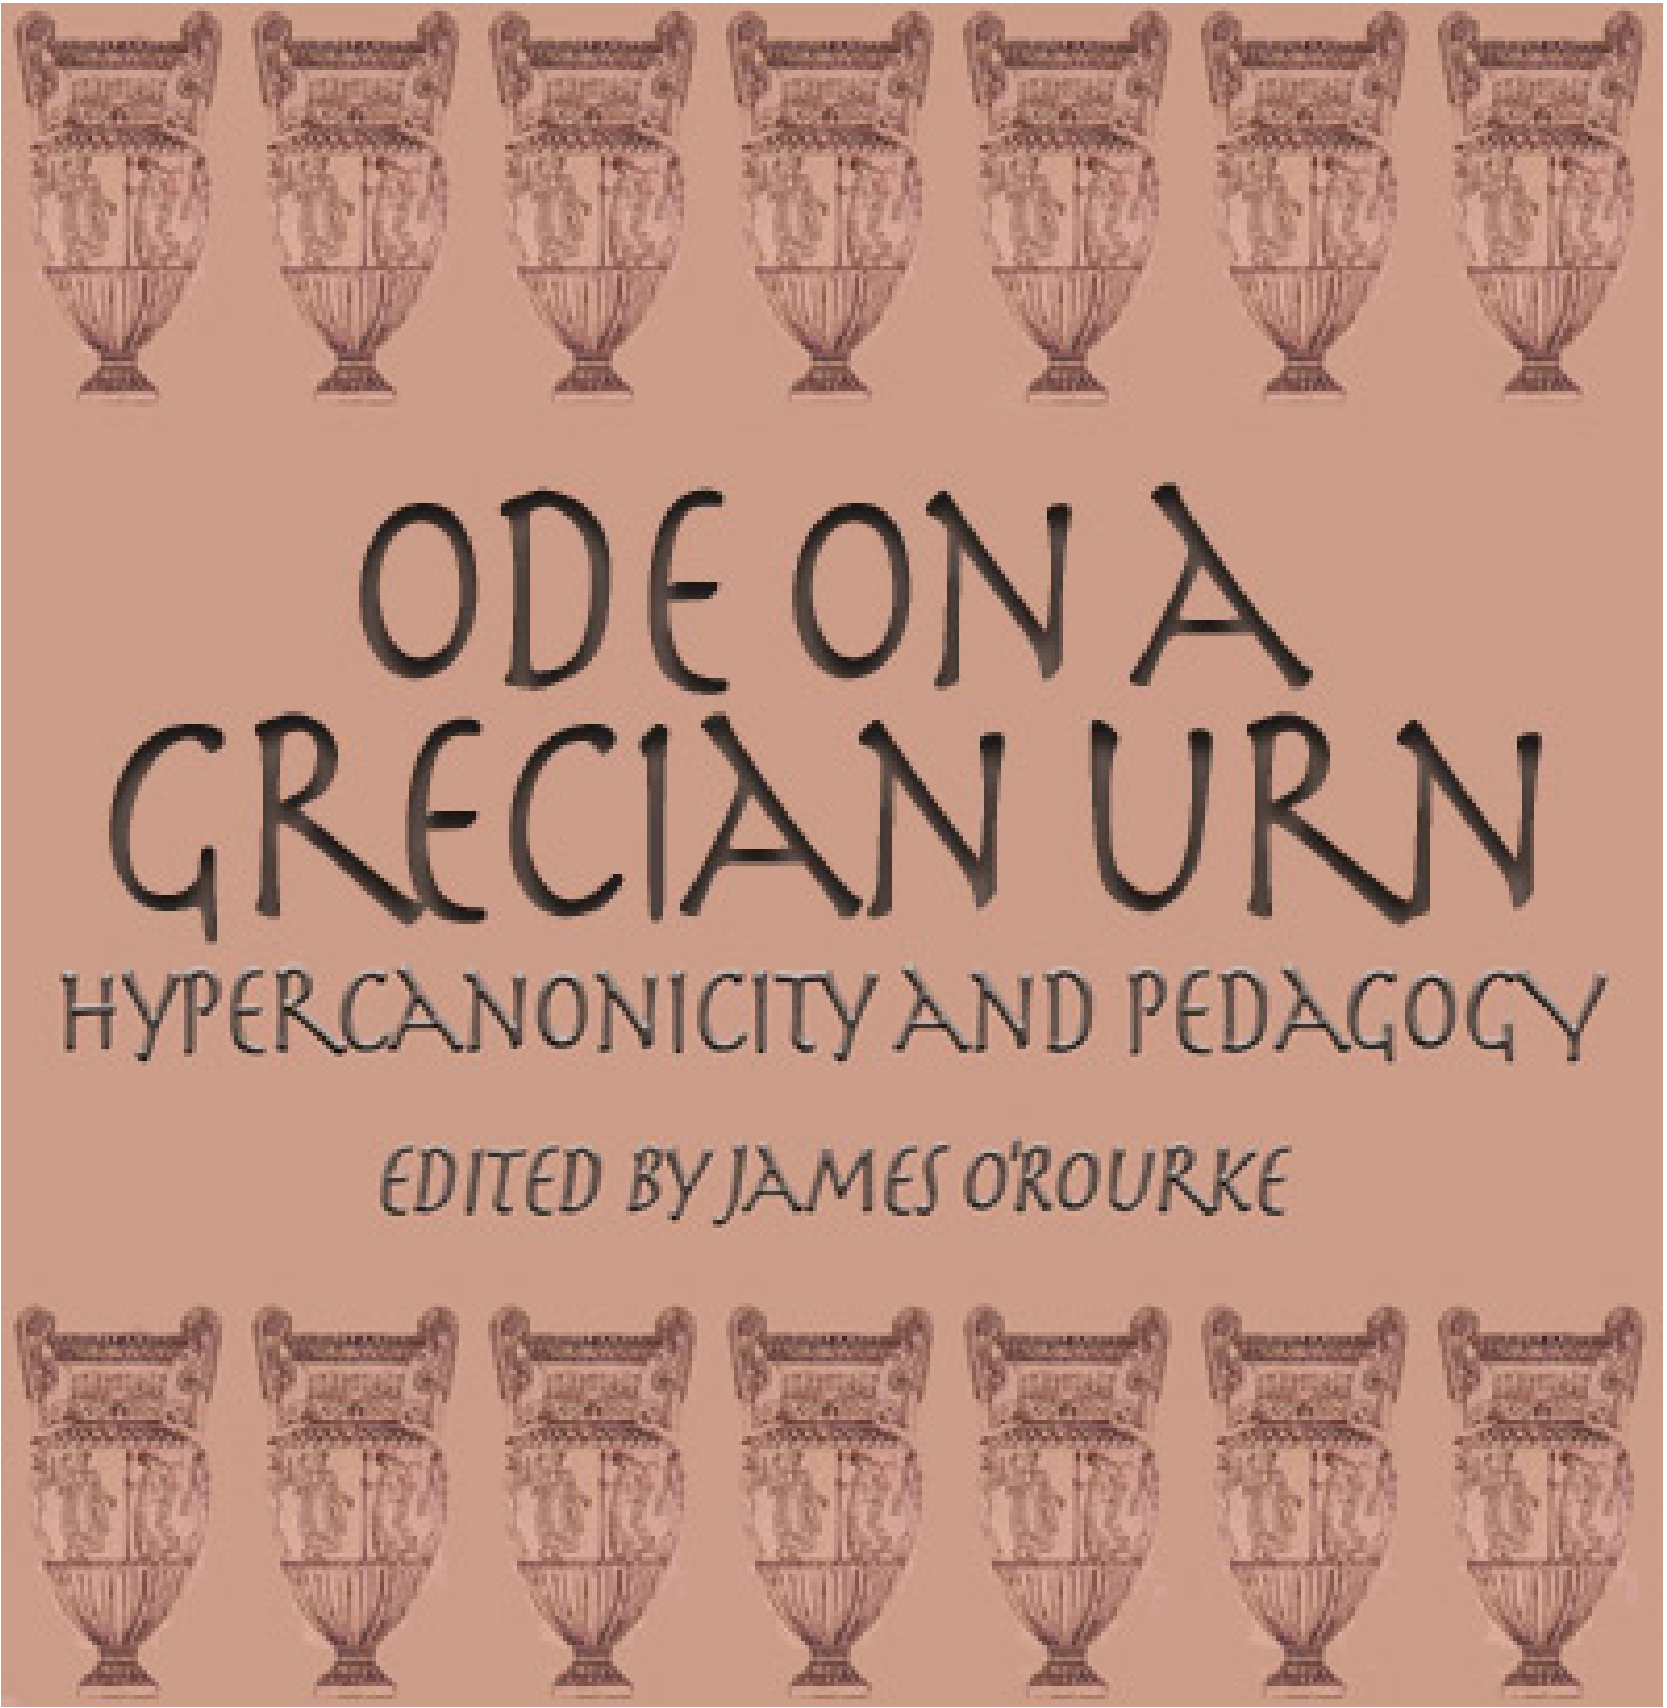 ODE ON A
GRECIAN URN
HYPERCANONICITY AND PEDAGOGY
EDITED BY JAMES O'ROURKE